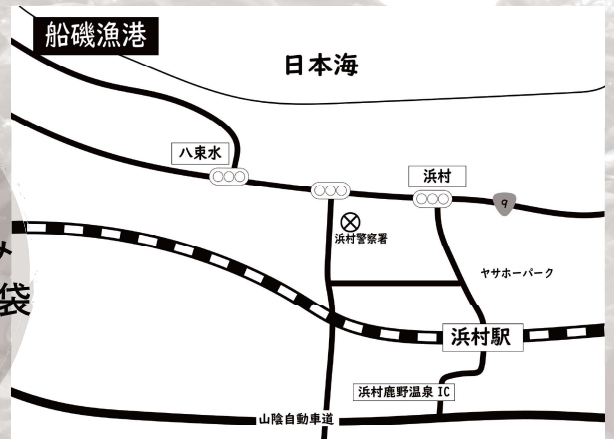 船磯漁港
日本海
八束水
浜村
9
浜村警察署
み
袋
ヤサホーパーク
浜村駅
浜村鹿野温泉 IC
山陰自動車道